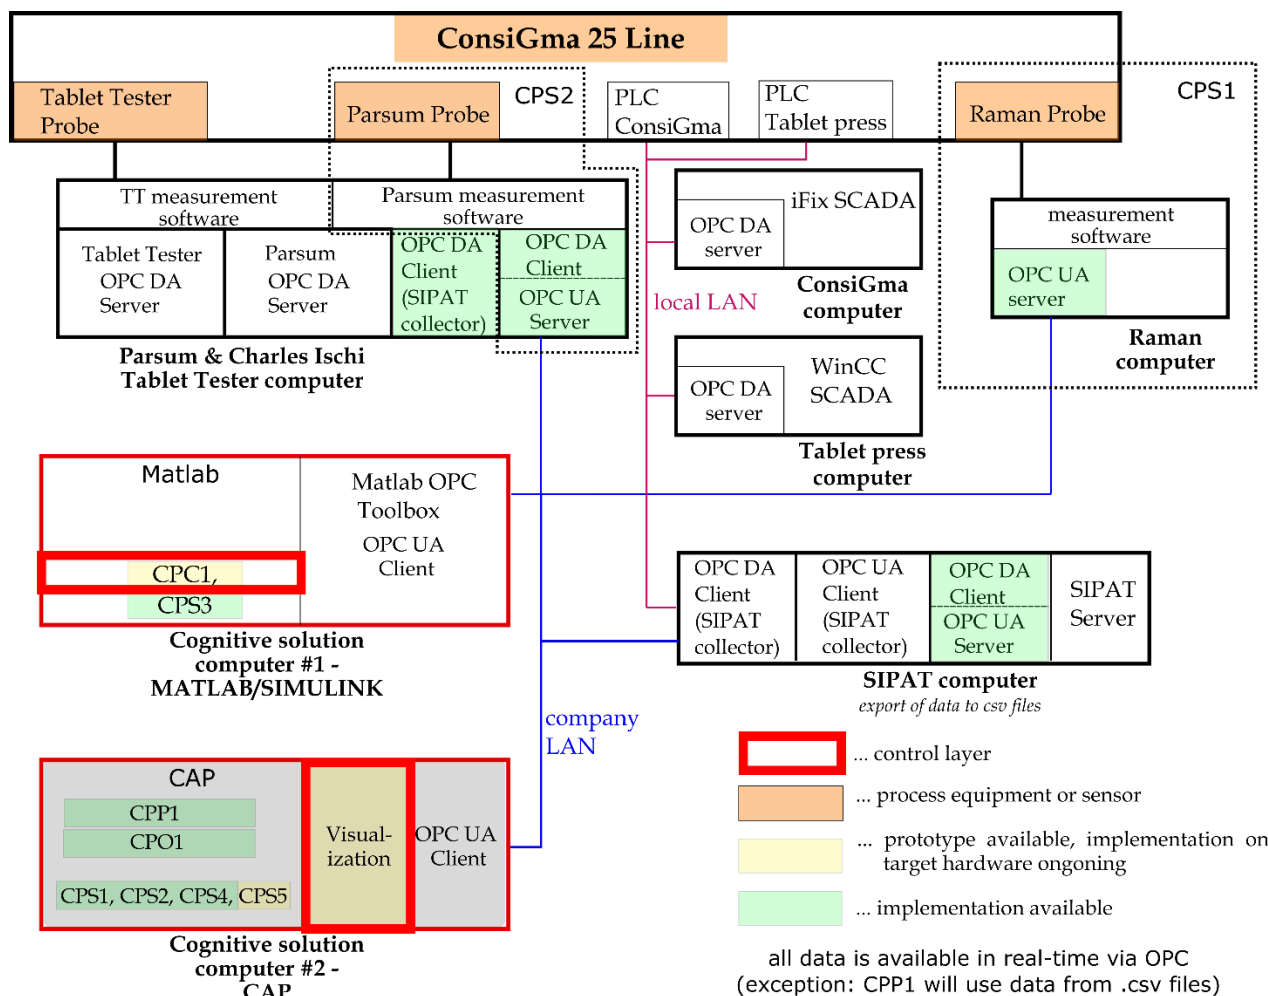 ConsiGma 25 Line
Tablet Tester
Probe
Parsum Probe
CPS2
PLC
ConsiGma
PLC
Tablet press
Raman Probe
CPS1
TT measurement
software
Parsum measurement
software
Tablet Tester
OPC DA
Server
Parsum
OPC DA
Server
OPC DA
Client
(SIPAT
collector)
OPC DA
Client
OPC UA
Server
Parsum & Charles Ischi
Tablet Tester computer
iFix SCADA
OPC DA
server
ConsiGma
computer
local LAN
WinCC
SCADA
OPC DA
server
Tablet press
computer
measurement
software
OPC UA
server
Raman
computer
Matlab
CPC1,
CPS3
Matlab OPC
Toolbox
OPC UA
Client
Cognitive solution
computer #1 -
MATLAB/SIMULINK
OPC DA
Client
(SIPAT
collector)
OPC UA
Client
(SIPAT
collector)
OPC DA
Client
OPC UA
Server
SIPAT
Server
SIPAT computer
export of data to csv files
company
LAN
CAP
CPP1
CPO1
CPS1, CPS2, CPS4, CPS5
Visual-
ization
OPC UA
Client
Cognitive solution
computer #2 -
CAP
... control layer
... process equipment or sensor
... prototype available, implementation on
target hardware ongoning
... implementation available
all data is available in real-time via OPC
(exception: CPP1 will use data from .csv files)